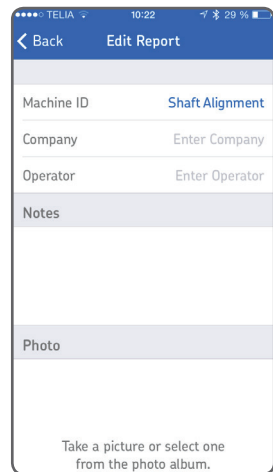 TELIA 10:22 29 %
Back Edit Report
Machine ID Shaft Alignment
Company Enter Company
Operator Enter Operator
Notes
Photo
Take a picture or select one
from the photo album.